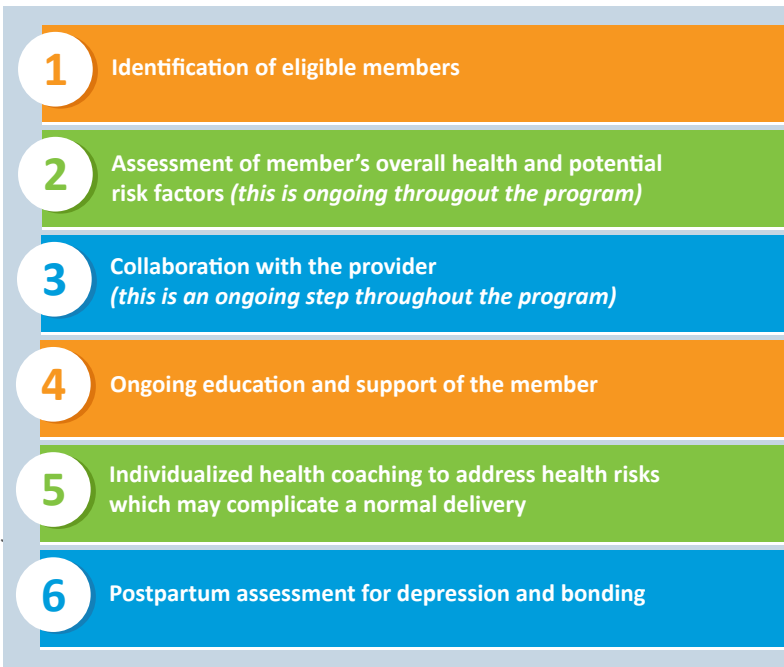 1
Identification of eligible members
2
Assessment of member's overall health and potential
risk factors (this is ongoing througout the program)
3
Collaboration with the provider
(this is an ongoing step throughout the program)
4
Ongoing education and support of the member
5
Individualized health coaching to address health risks
which may complicate a normal delivery
6
Postpartum assessment for depression and bonding